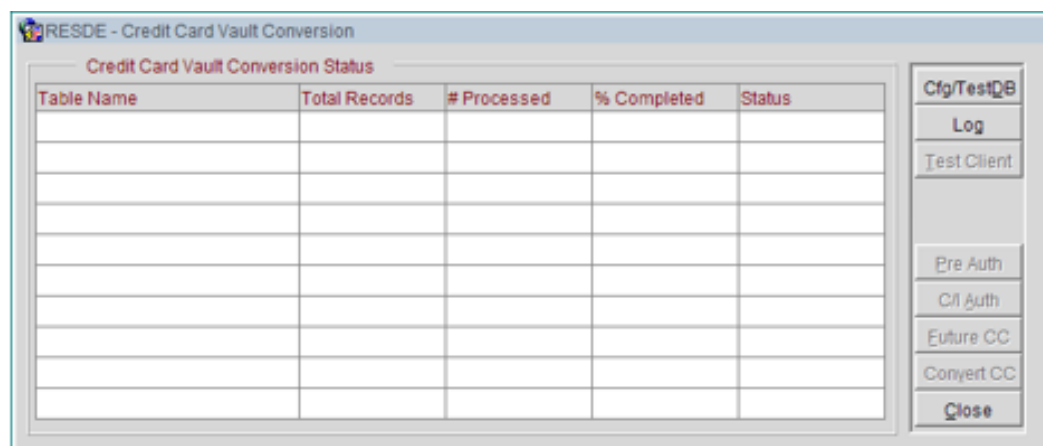 RESDE - Credit Card Vault Conversion
Credit Card Vault Conversion Status
Table Name Total Records # Processed % Completed Status
Cfg/TestDB
Log
Test Client
Pre Auth
C/I Auth
Future CC
Convert CC
Close